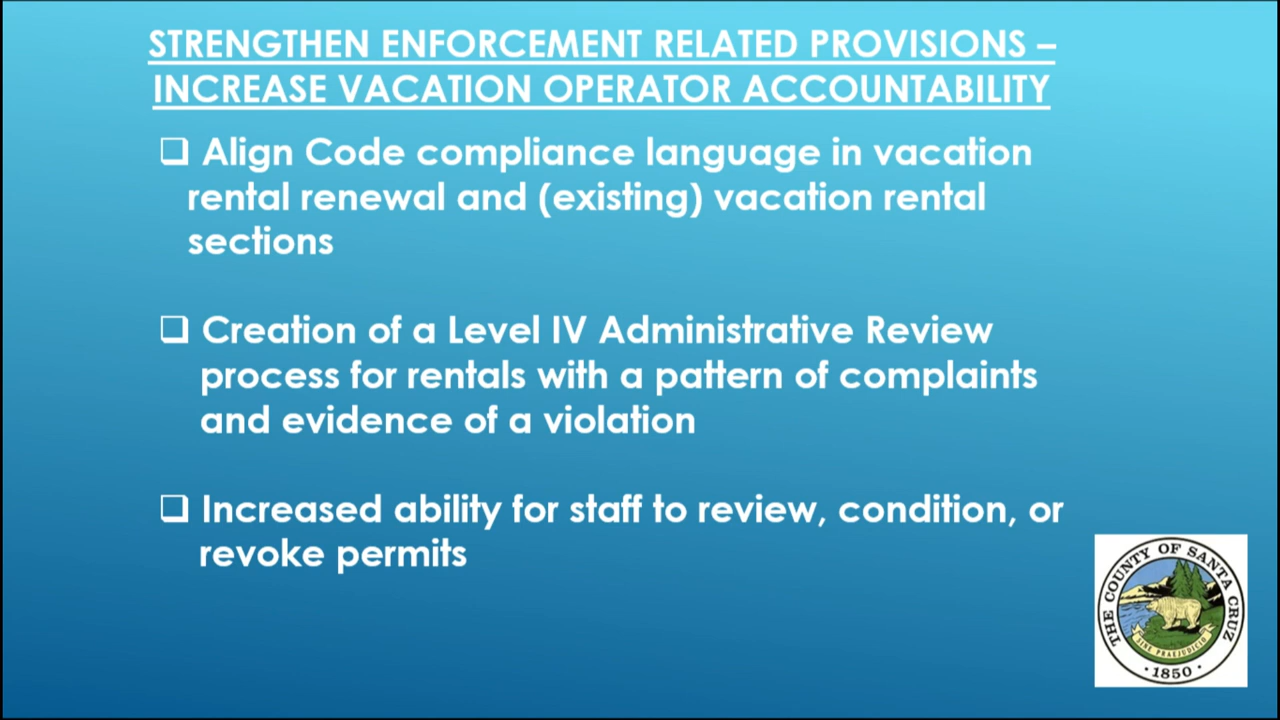 STRENGTHEN ENFORCEMENT RELATED PROVISIONS –
INCREASE VACATION OPERATOR ACCOUNTABILITY
❑ Align Code compliance language in vacation
rental renewal and (existing) vacation rental
sections
❑ Creation of a Level IV Administrative Review
process for rentals with a pattern of complaints
and evidence of a violation
❑ Increased ability for staff to review, condition, or
revoke permits
THE COUNTY OF SANTA CRUZ
SINE PRAEJUDICIO
· 1850 ·